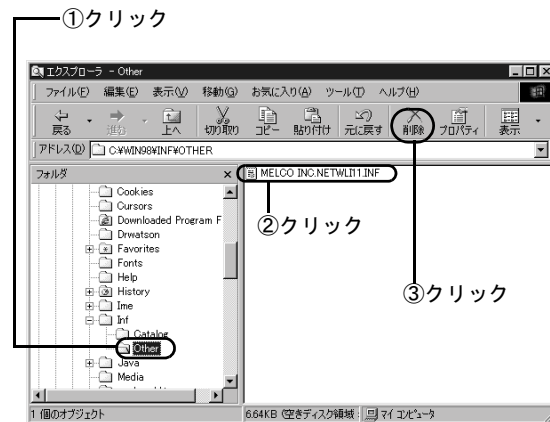 ①クリック
エクスプローラ - Other
ファイル(F) 編集(E) 表示(V) 移動(G) お気に入り(A) ツール(T) ヘルプ(H)
戻る 進む 上へ 切り取り コピー 貼り付け 元に戻す 削除 プロパティ 表示
アドレス(D) C:¥WIN98¥INF¥OTHER
フォルダ
MELCO INC.NETWLI11.INF
Cookies
Cursors
Downloaded Program F
Drwatson
Favorites
Fonts
Help
History
Ime
Inf
Catalog
Other
Java
Media
②クリック
③クリック
1 個のオブジェクト 6.64KB (空きディスク領域: マイ コンピュータ